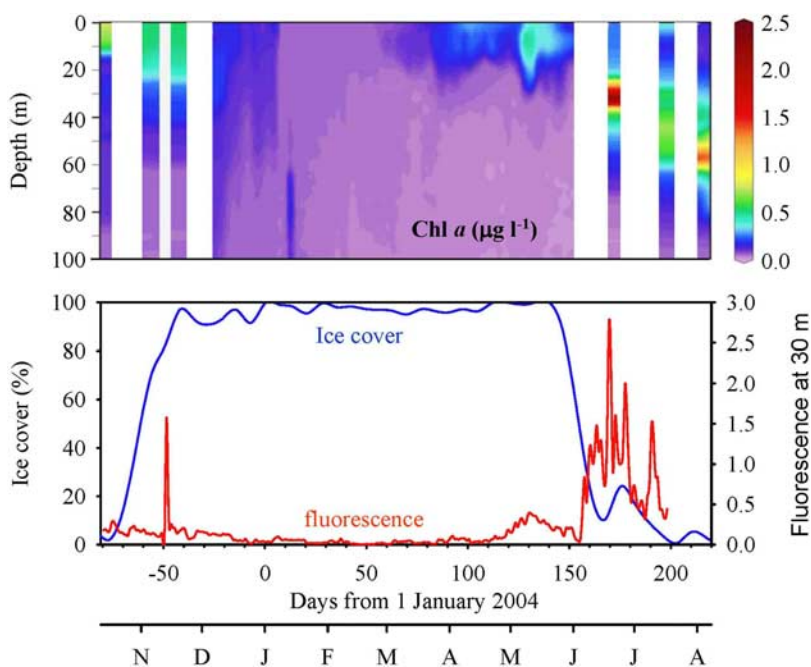 0
20
40
60
80
100
Depth (m)
Chl a (µg l-1)
2.5
2.0
1.5
1.0
0.5
0.0
100
80
60
40
20
0
Ice cover (%)
Ice cover
fluorescence
3.0
2.5
2.0
1.5
1.0
0.5
0.0
Fluorescence at 30 m
-50 0 50 100 150 200
Days from 1 January 2004
N D J F M A M J J A